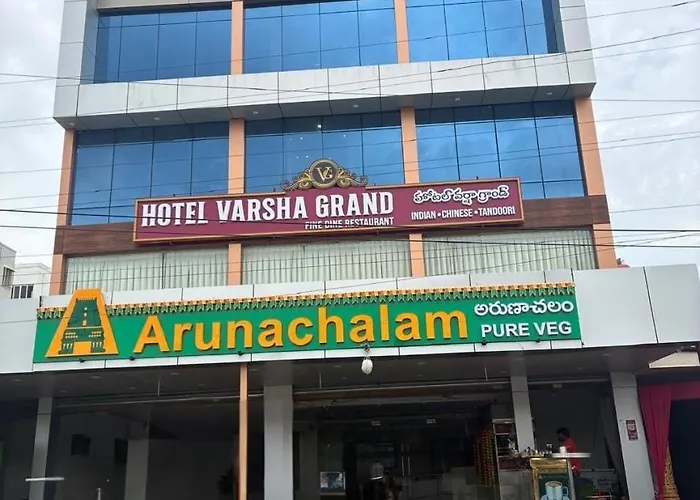 VG
HOTEL VARSHA GRAND
FINE DINE RESTAURANT
హోటల్ వర్షా గ్రాండ్
INDIAN • CHINESE • TANDOORI
Arunachalam
అరుణాచలం
PURE VEG